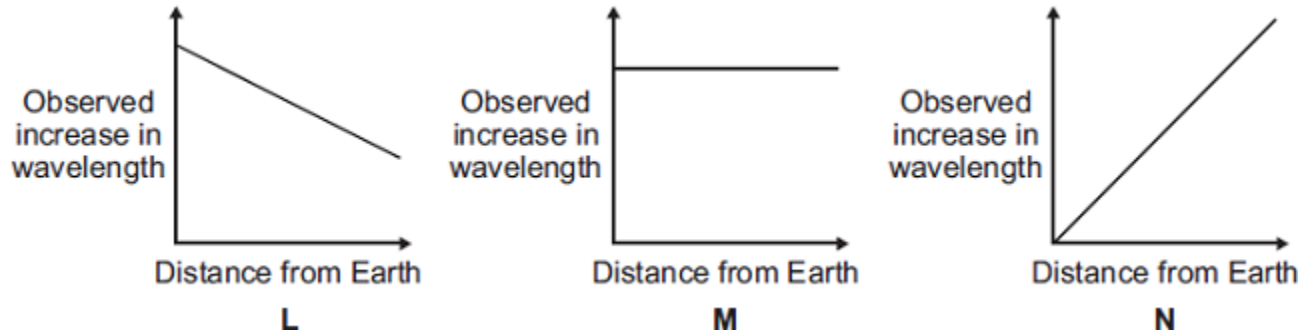 Observed
increase in
wavelength
Distance from Earth
L
Observed
increase in
wavelength
Distance from Earth
M
Observed
increase in
wavelength
Distance from Earth
N